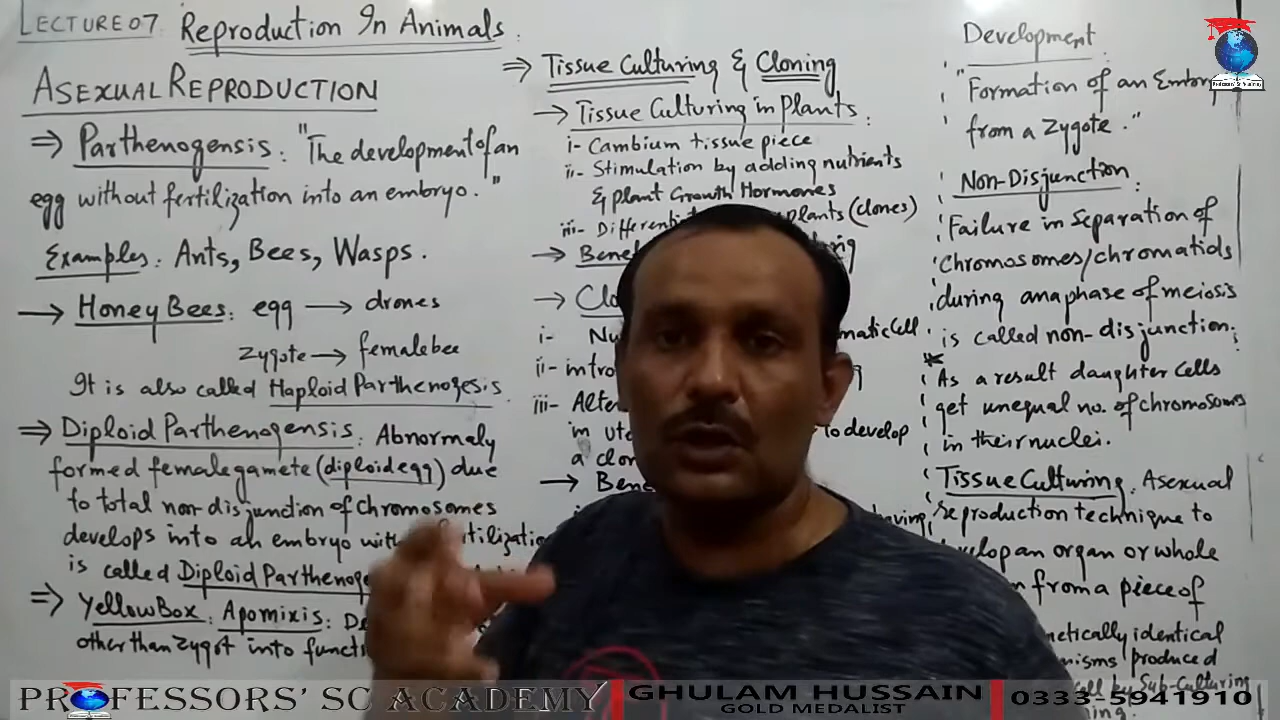 LECTURE 07 Reproduction In Animals.
ASEXUAL REPRODUCTION
⇒ Parthenogensis: "The development of an
egg without fertilization into an embryo."
Examples: Ants, Bees, Wasps.
→ Honey Bees: egg → drones
Zygote → female bee
It is also called Haploid Parthenogesis.
⇒ Diploid Parthenogensis: Abnormaly
formed female gamete (diploid egg) due
to total non-disjunction of chromosomes
develops into an embryo
is called Diploid
⇒ Yellow Box: Apomixis:
other than Zygot into
⇒ Tissue Culturing & Cloning
→ Tissue Culturing in Plants:
i- Cambium tissue piece
ii- Stimulation by adding nutrients
& plant Growth Hormones
iii- plants (clones)
→
→
i-
ii-
iii-
in to develop
a
→
Development
"Formation of an
from a Zygote."
Non-Disjunction:
Failure in Separation of
Chromosomes/chromatids
during anaphase of meiosis
is called non-disjunction.
* As a result daughter cells
get unequal no. of chromosoms
in their nuclei.
Tissue Culturing: Asexual
reproduction technique to
an organ or whole
from a piece of
identical
produced
by Sub-Culturing
PROFESSORS' SC ACADEMY GHULAM HUSSAIN 0333-5941910
GOLD MEDALIST